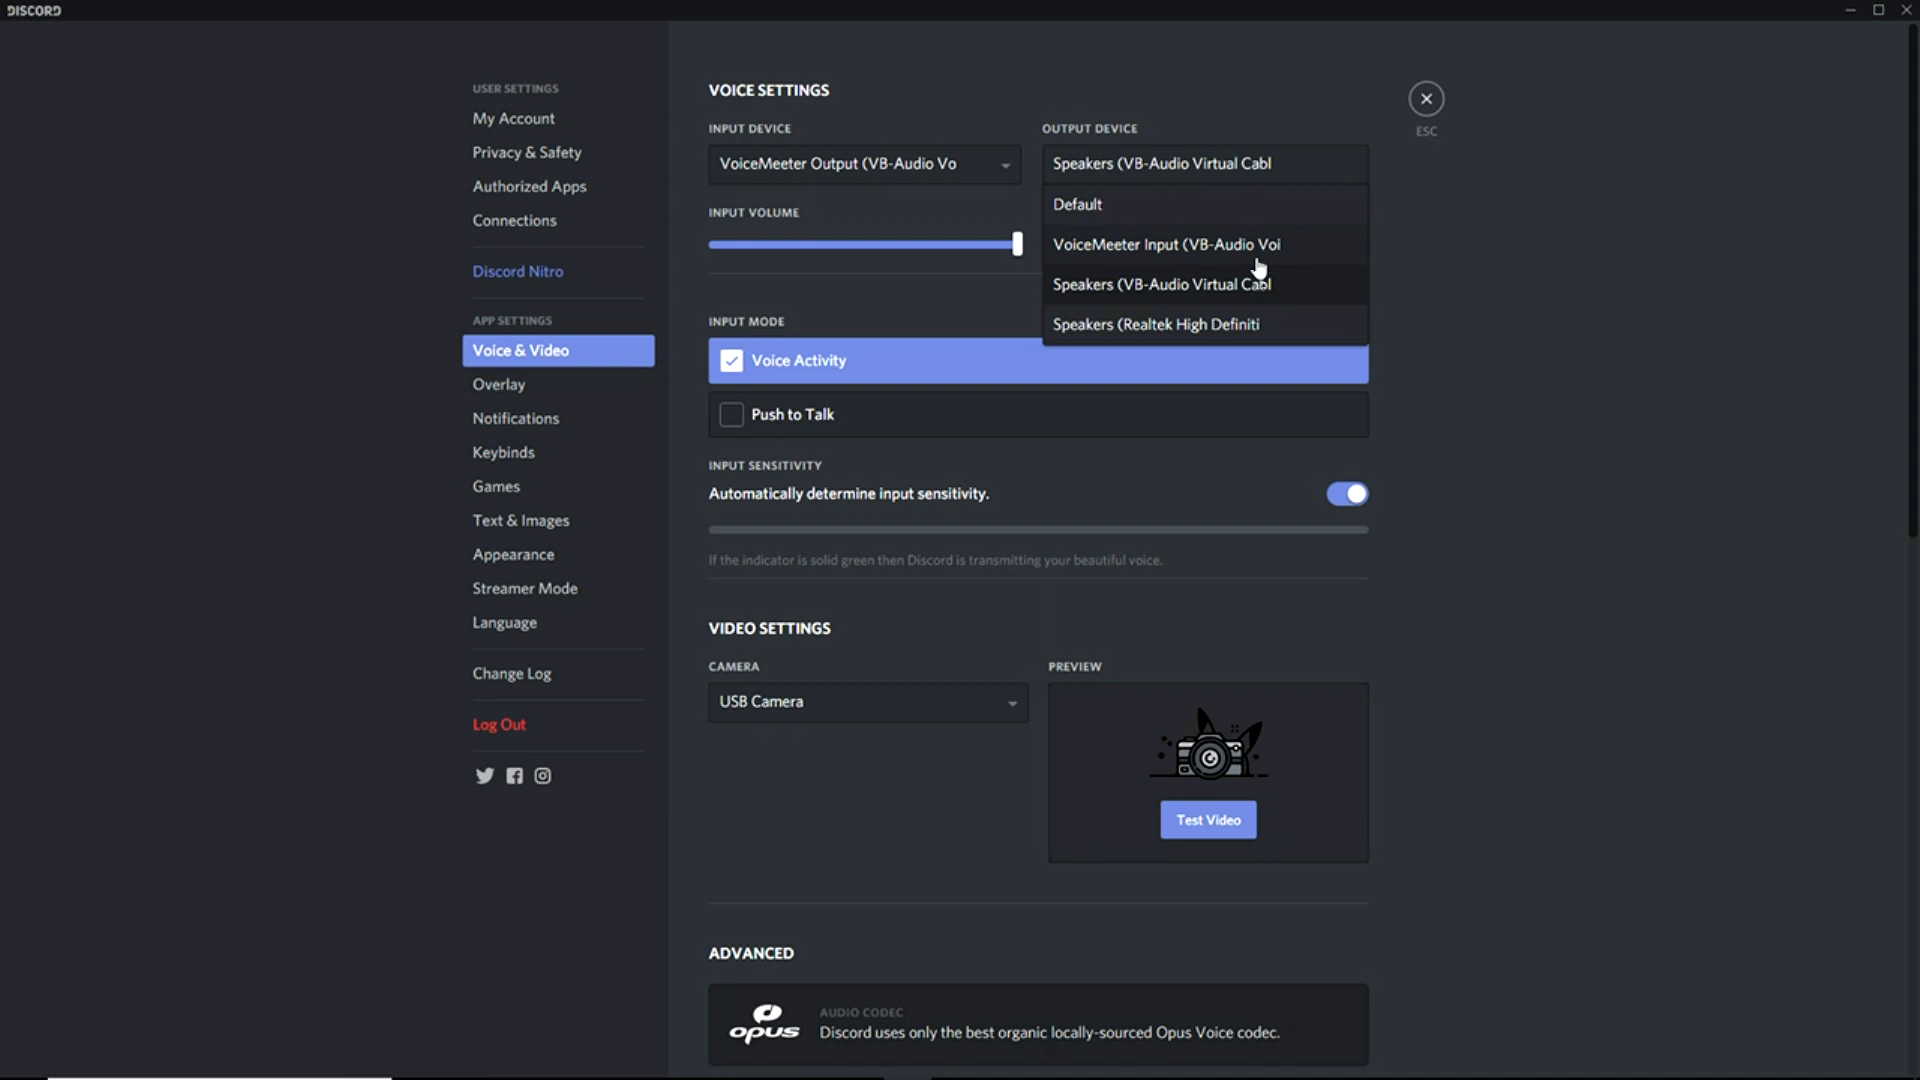 DISCORD
USER SETTINGS
My Account
Privacy & Safety
Authorized Apps
Connections
Discord Nitro
APP SETTINGS
Voice & Video
Overlay
Notifications
Keybinds
Games
Text & Images
Appearance
Streamer Mode
Language
Change Log
Log Out
VOICE SETTINGS
INPUT DEVICE
VoiceMeeter Output (VB-Audio Vo
INPUT VOLUME
OUTPUT DEVICE
Speakers (VB-Audio Virtual Cabl
Default
VoiceMeeter Input (VB-Audio Voi
Speakers (VB-Audio Virtual Cabl
Speakers (Realtek High Definiti
ESC
INPUT MODE
Voice Activity
Push to Talk
INPUT SENSITIVITY
Automatically determine input sensitivity.
If the indicator is solid green then Discord is transmitting your beautiful voice.
VIDEO SETTINGS
CAMERA
USB Camera
PREVIEW
Test Video
ADVANCED
opus
AUDIO CODEC
Discord uses only the best organic locally-sourced Opus Voice codec.